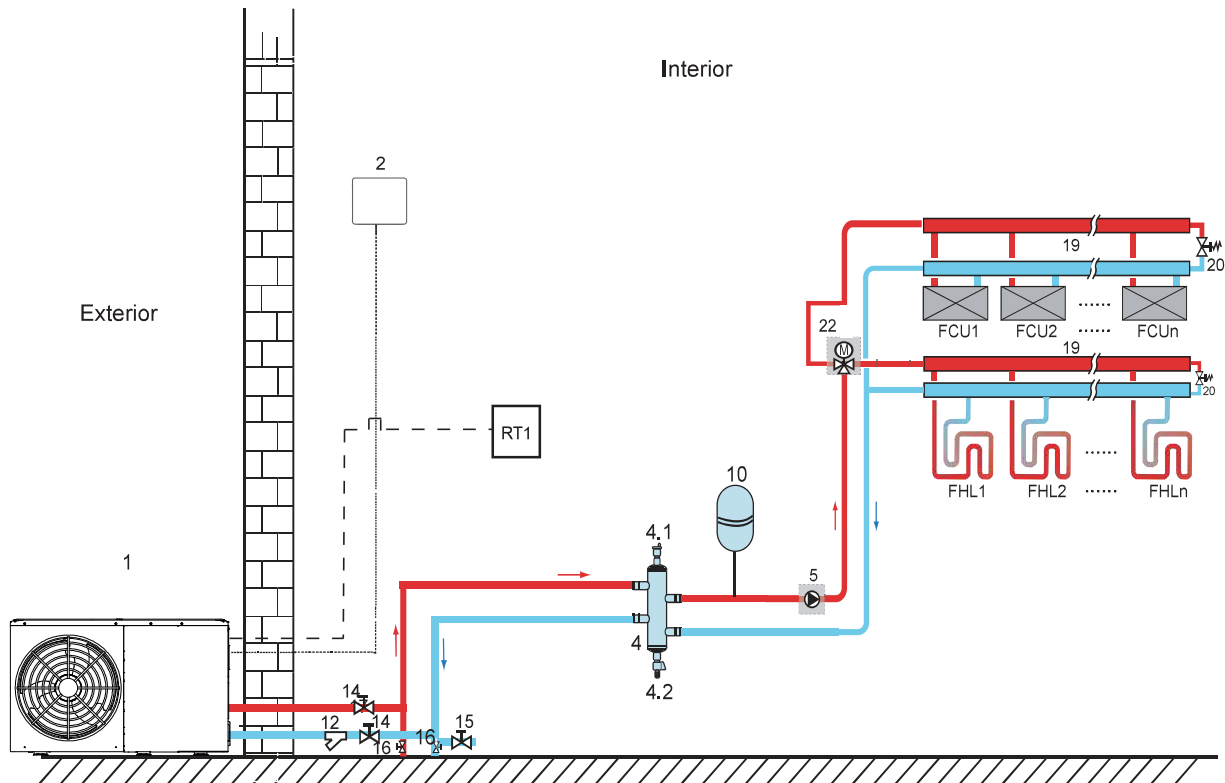 Interior
2
19
20
Exterior
FCU1 FCU2 ...... FCUn
......
22
M
19
20
RT1
......
FHL1 FHL2 ...... FHLn
10
1
4.1
5
4
4.2
14
12 14 16 16 15